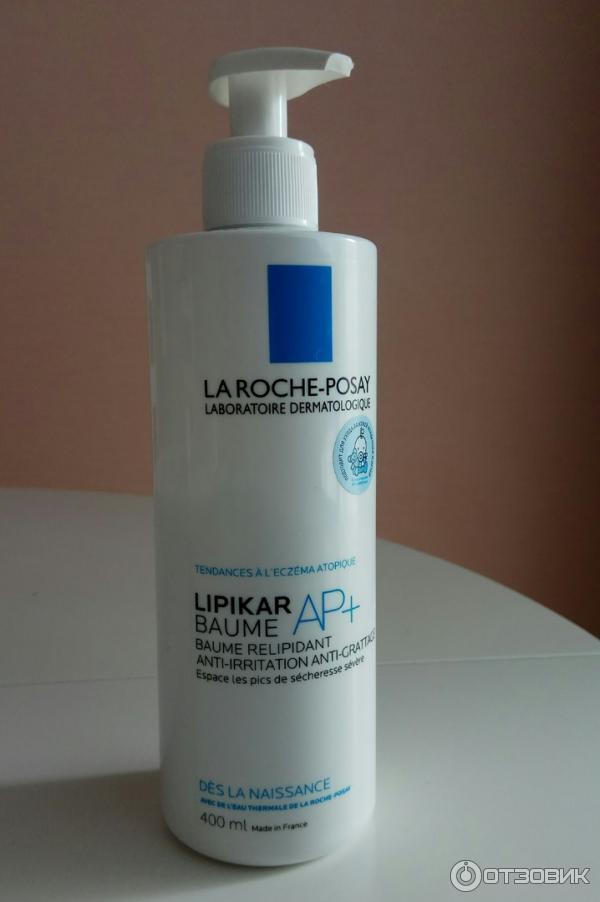 LA ROCHE-POSAY
LABORATOIRE DERMATOLOGIQUE
TENDANCES À L'ECZÉMA ATOPIQUE
LIPIKAR
BAUME AP+
BAUME RELIPIDANT
ANTI-IRRITATION ANTI-GRATTAGE
Espace les pics de sécheresse sévère
DÈS LA NAISSANCE
AVEC DE L'EAU THERMALE DE LA ROCHE-POSAY
400 ml Made in France
ОТЗОВИК